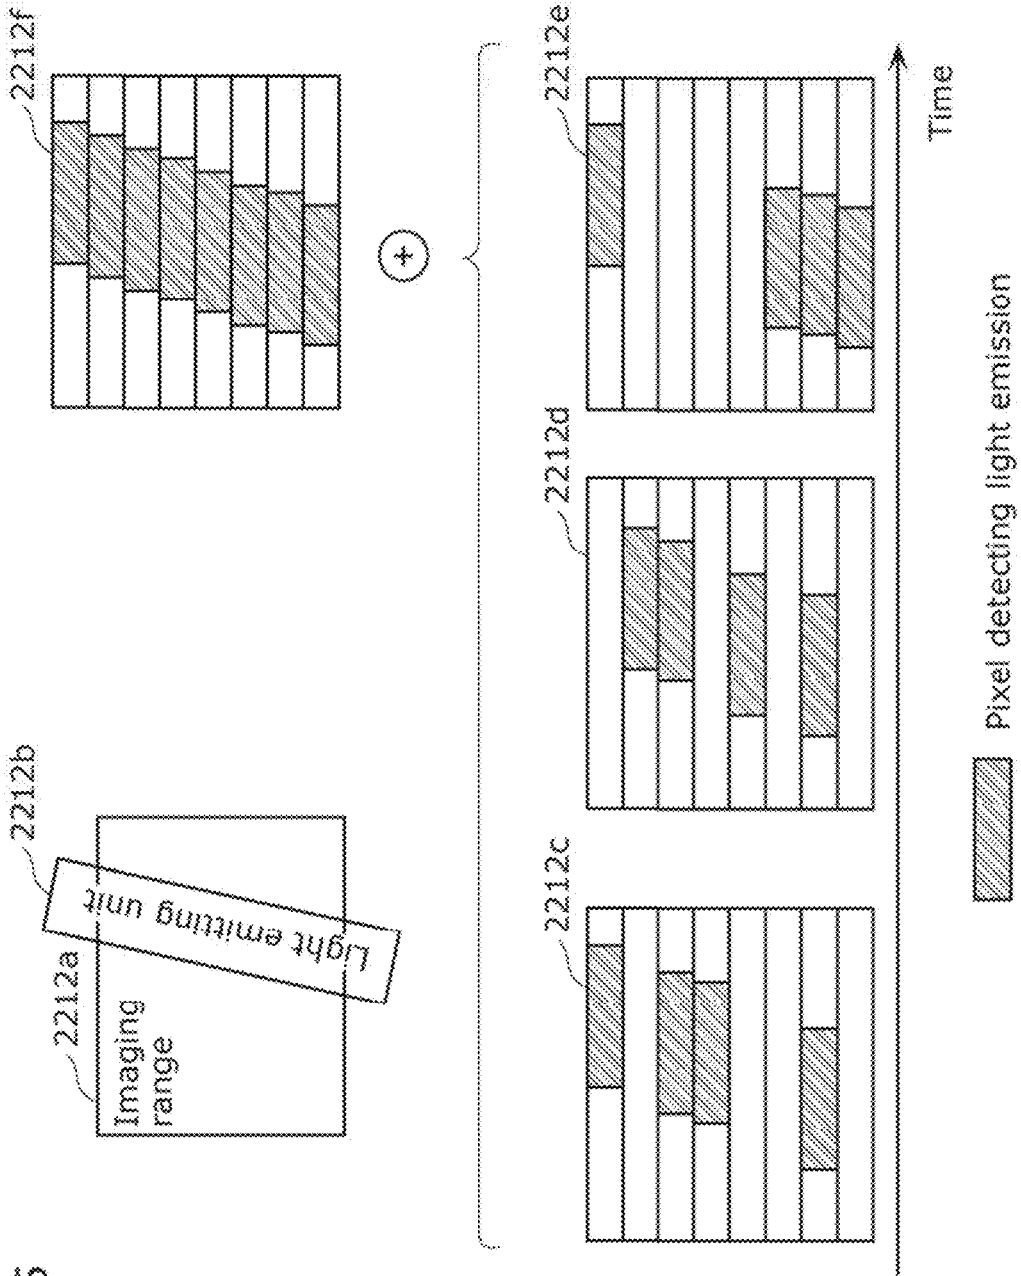 2212a
2212b
2212f
Imaging
range
Light emitting unit
+
2212c
2212d
2212e
Time
Pixel detecting light emission